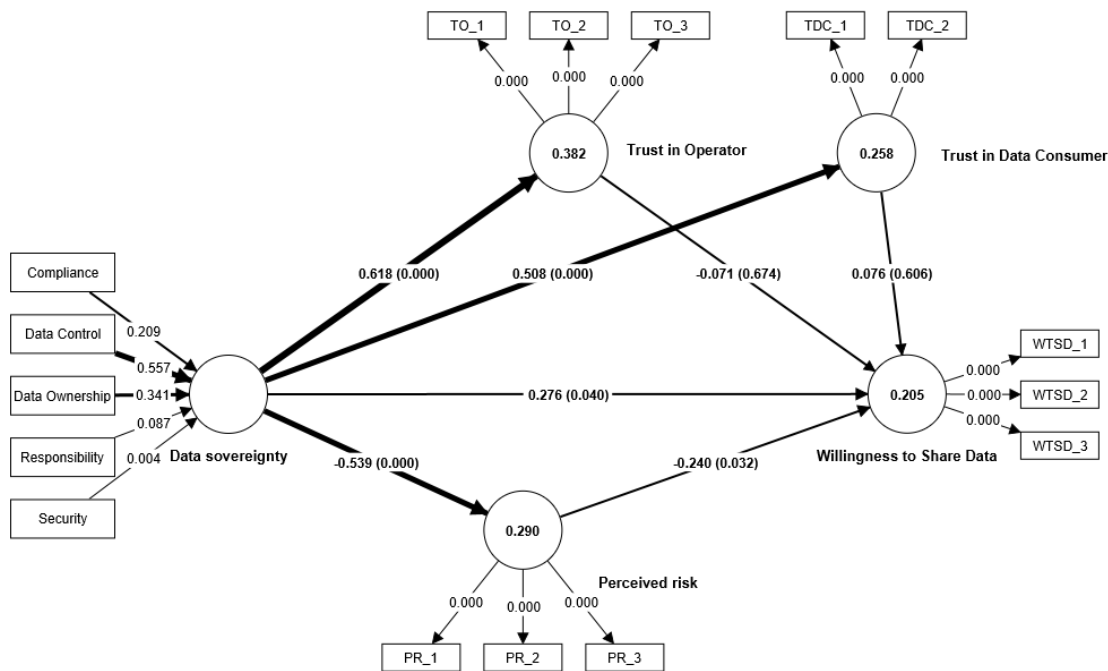 TO_1
TO_2
TO_3
TDC_1
TDC_2
0.000
0.000
0.000
0.000
0.000
0.382
Trust in Operator
0.258
Trust in Data Consumer
Compliance
Data Control
Data Ownership
Responsibility
Security
0.209
0.557
0.341
0.087
0.004
Data sovereignty
0.618 (0.000)
0.508 (0.000)
-0.071 (0.674)
0.076 (0.606)
0.276 (0.040)
-0.539 (0.000)
-0.240 (0.032)
0.205
Willingness to Share Data
0.000
0.000
0.000
WTSD_1
WTSD_2
WTSD_3
0.290
Perceived risk
0.000
0.000
0.000
PR_1
PR_2
PR_3